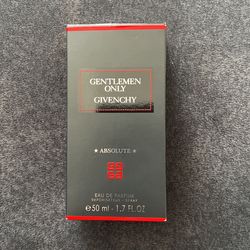 GENTLEMEN
ONLY
GIVENCHY
★ ABSOLUTE ★
EAU DE PARFUM
VAPORISATEUR - SPRAY
℮ 50 ml - 1.7 FL.OZ